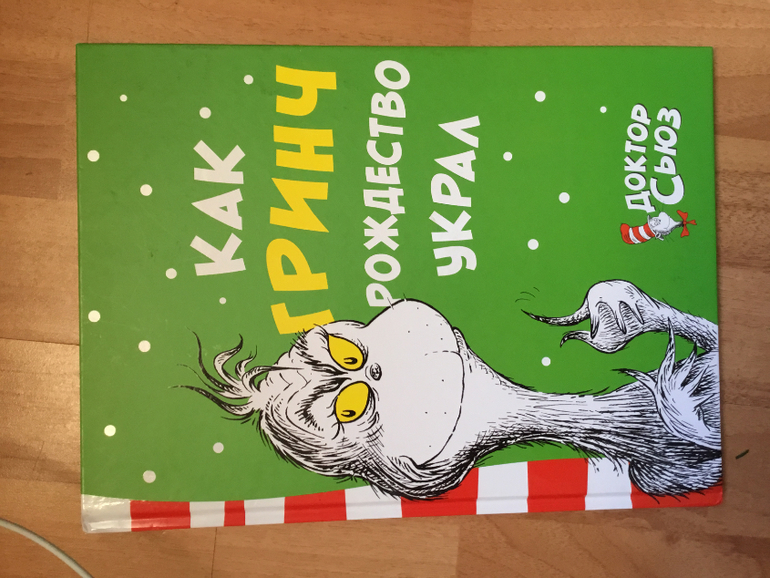 КАК
ГРИНЧ
РОЖДЕСТВО
УКРАЛ
ДОКТОР
СЬЮЗ